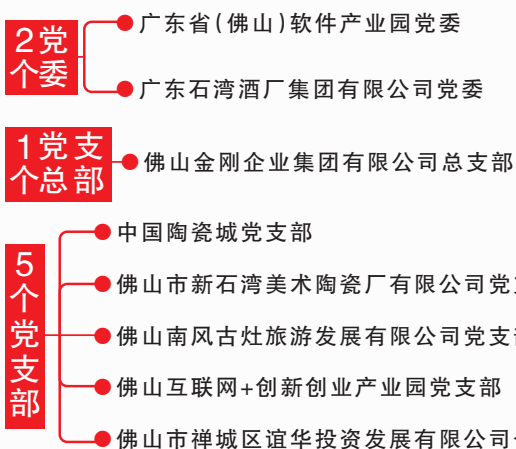 2个党委
广东省(佛山)软件产业园党委
广东石湾酒厂集团有限公司党委
1个党总支部
佛山金刚企业集团有限公司总支部
5个党支部
中国陶瓷城党支部
佛山市新石湾美术陶瓷厂有限公司党
佛山南风古灶旅游发展有限公司党支
佛山互联网+创新创业产业园党支部
佛山市禅城区谊华投资发展有限公司